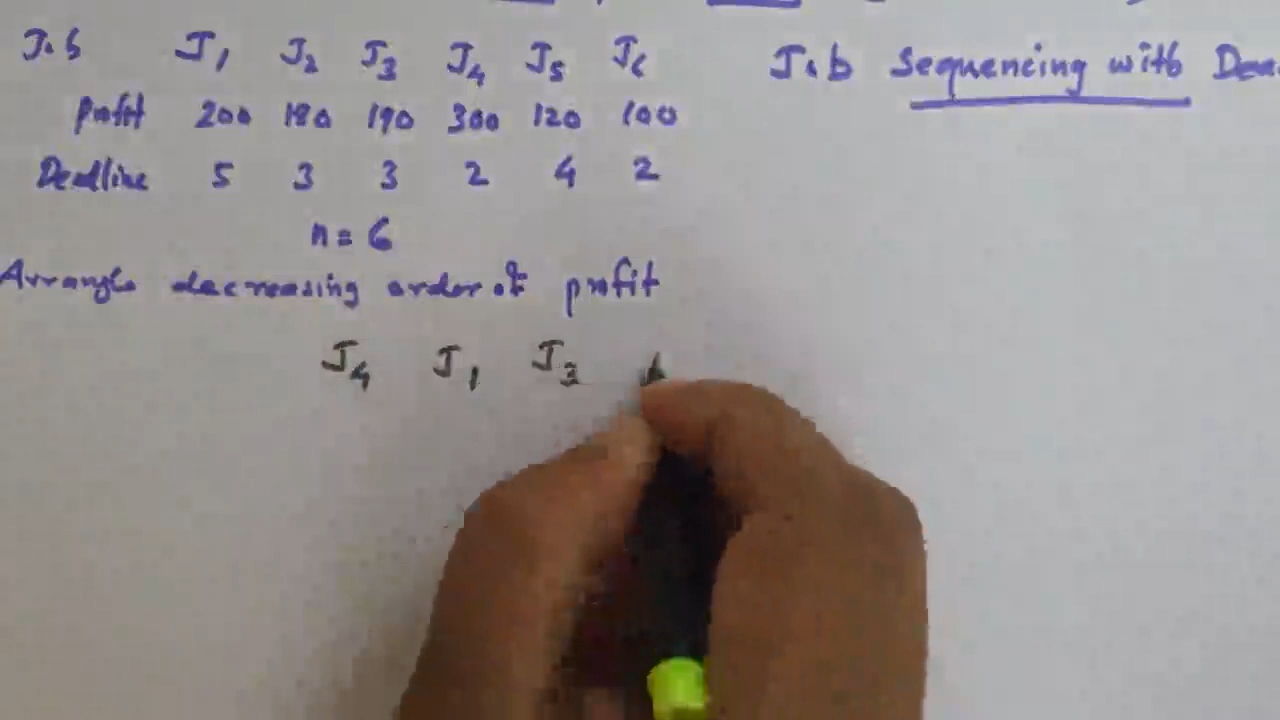 Job J1 J2 J3 J4 J5 J6
Job Sequencing with
Profit 200 180 190 300 120 100
Deadline 5 3 3 2 4 2
n = 6
Arrange decreasing order of profit
J4 J1 J3